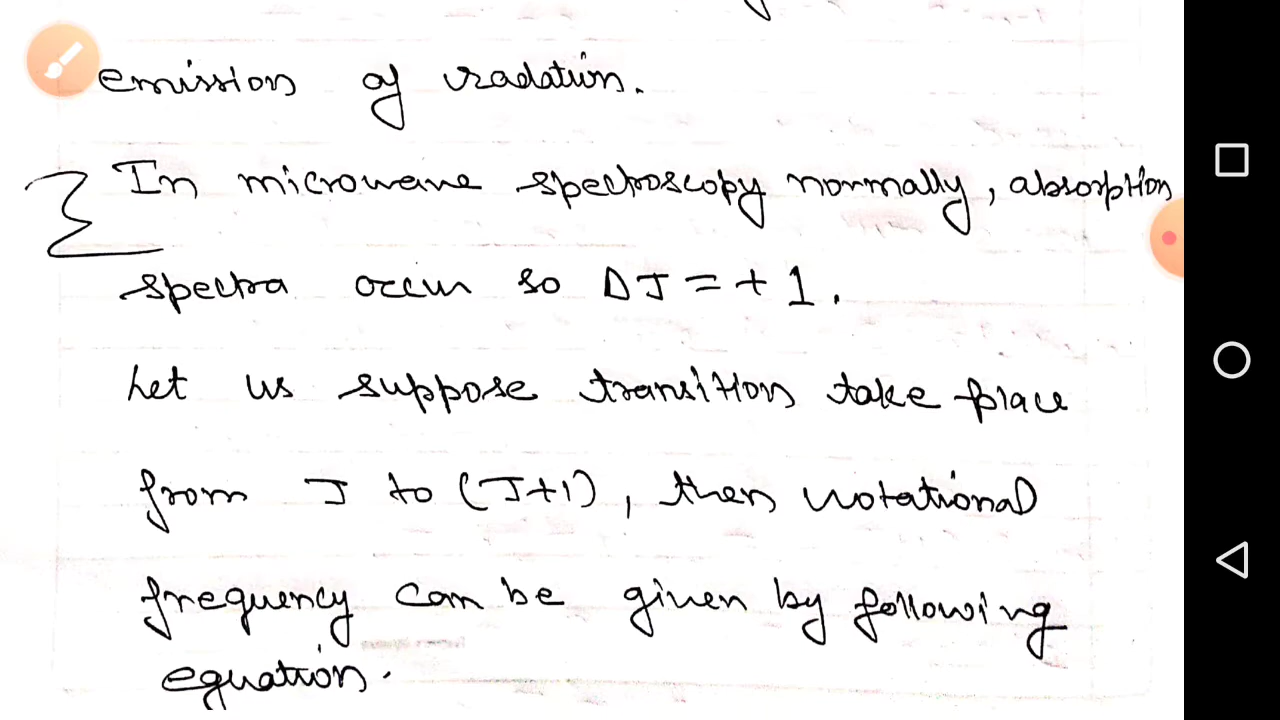 emission of radation.
In microwave spectroscopy normally, absorption
spectra occur so ΔJ = + 1.
Let us suppose transition take place
from J to (J+1), then rotational
frequency can be given by following
equation.